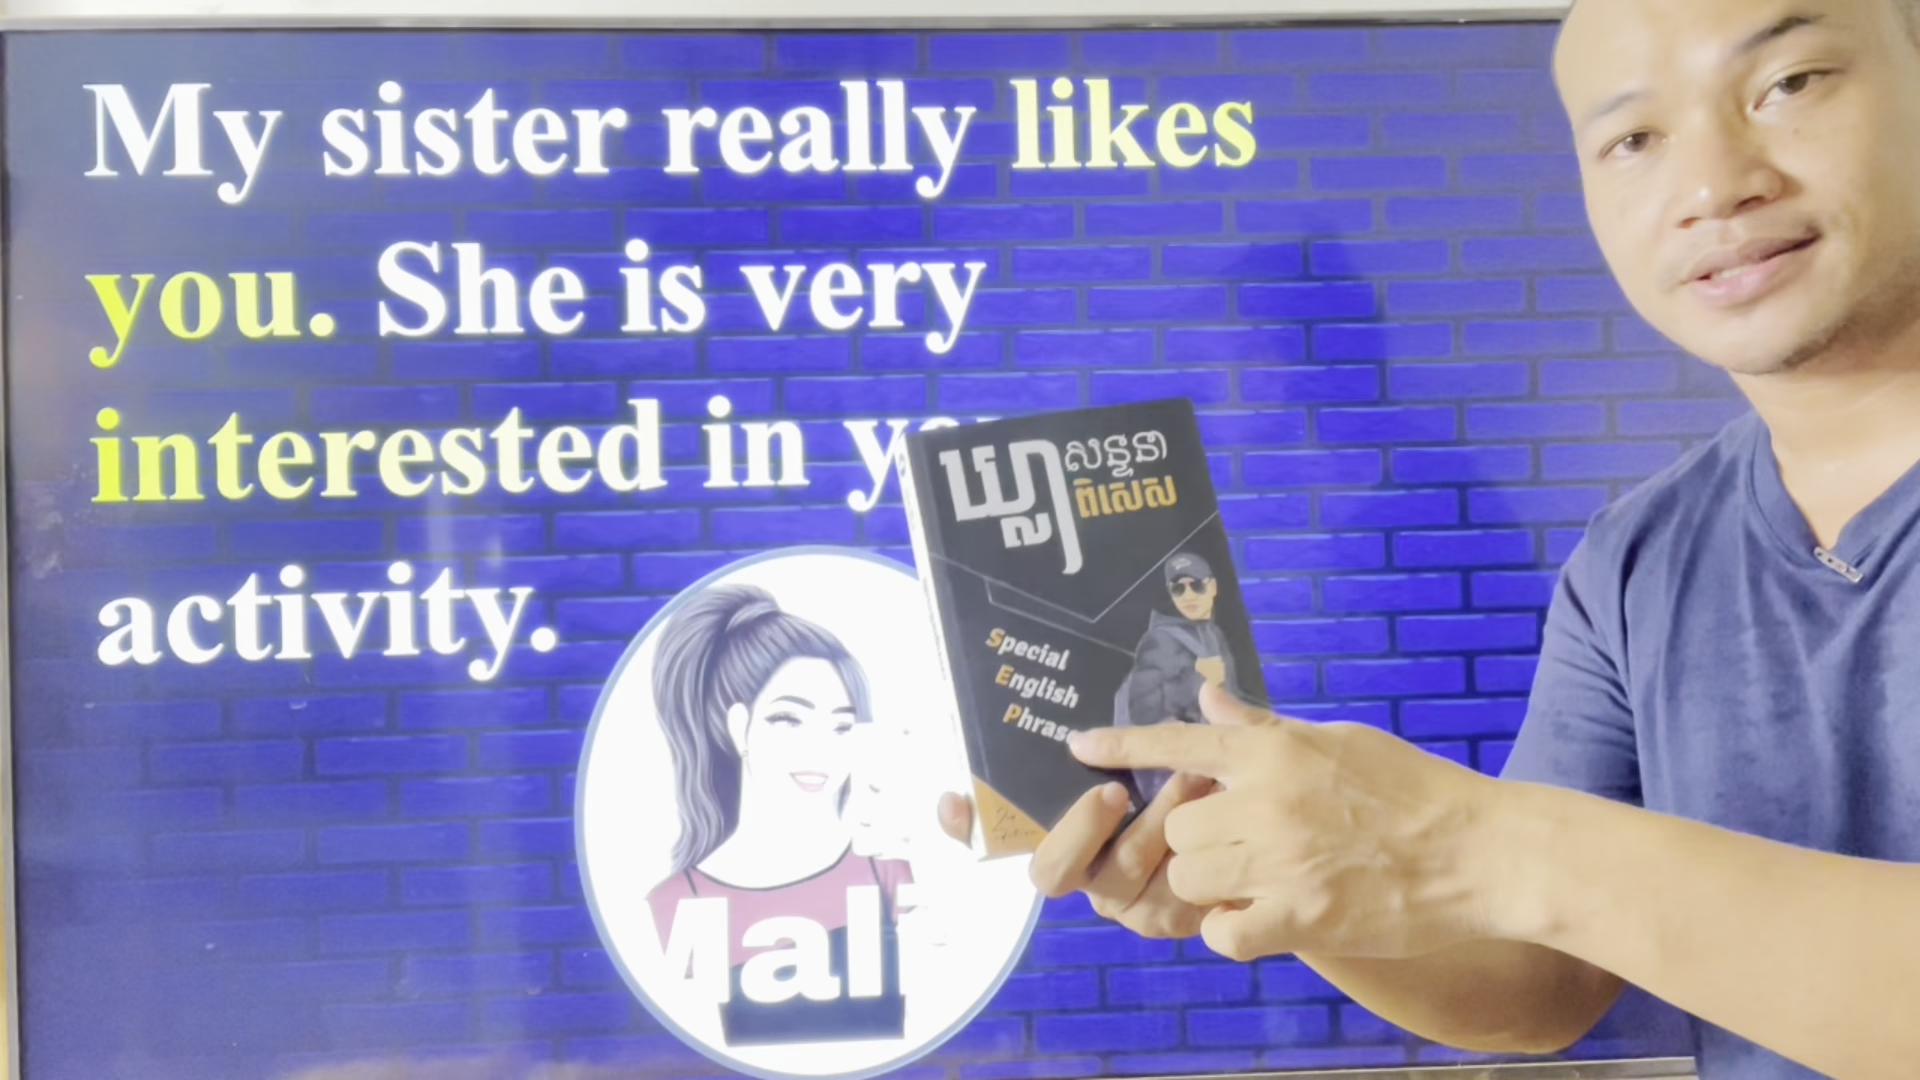 My sister really likes
you. She is very
interested in
activity.
ឃ្លា
សន្ទនា
ពិសេស
Special
English
Phrase